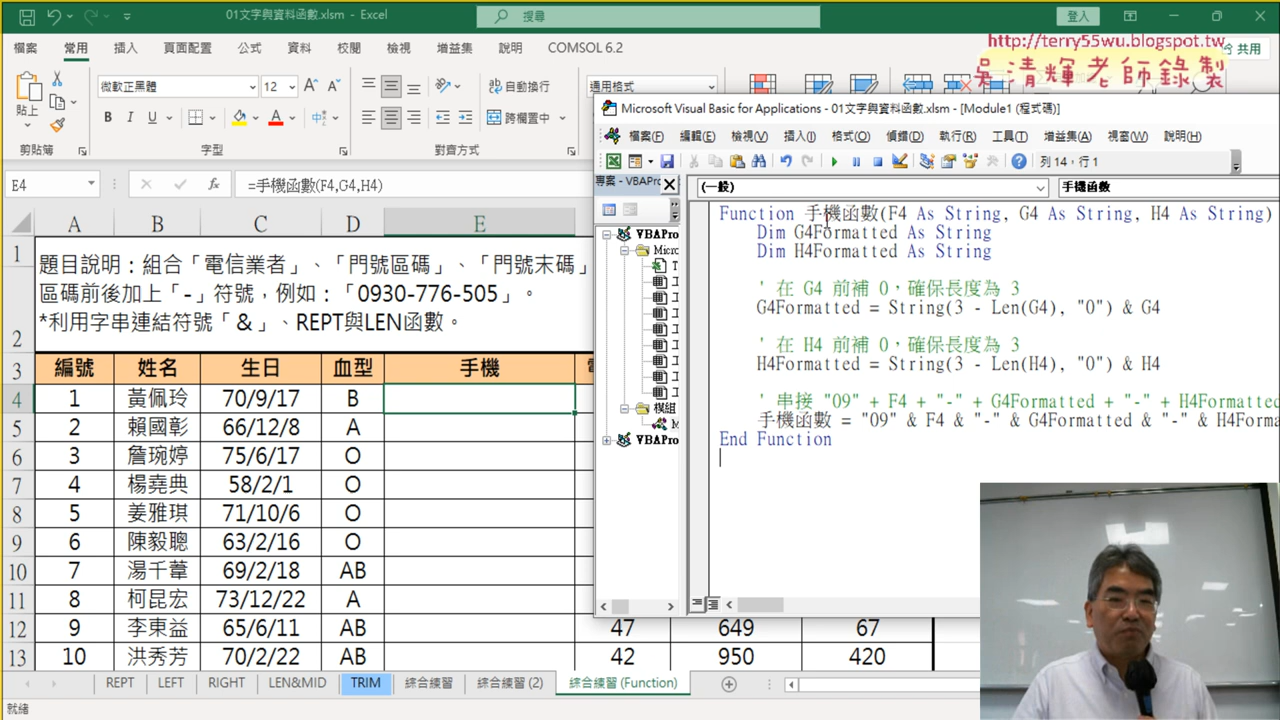 01文字與資料函數.xlsm - Excel
搜尋
登入
檔案 常用 插入 頁面配置 公式 資料 校閱 檢視 增益集 說明 COMSOL 6.2
共用
http://terry55wu.blogspot.tw
吳清輝老師錄製
貼上
微軟正黑體 12
自動換行
通用格式
B I U
跨欄置中
剪貼簿 字型 對齊方式
E4
=手機函數(F4,G4,H4)
A B C D E
1 題目說明：組合「電信業者」、「門號區碼」、「門號末碼」
2 區碼前後加上「-」符號，例如：「0930-776-505」。
*利用字串連結符號「&」、REPT與LEN函數。
3 編號 姓名 生日 血型 手機
4 1 黃佩玲 70/9/17 B
5 2 賴國彰 66/12/8 A
6 3 詹琬婷 75/6/17 O
7 4 楊堯典 58/2/1 O
8 5 姜雅琪 71/10/6 O
9 6 陳毅聰 63/2/16 O
10 7 湯千葦 69/2/18 AB
11 8 柯昆宏 73/12/22 A
12 9 李東益 65/6/11 AB 47 649 67
13 10 洪秀芳 70/2/22 AB 42 950 420
REPT LEFT RIGHT LEN&MID TRIM 綜合練習 綜合練習 (2) 綜合練習 (Function)
就緒
Microsoft Visual Basic for Applications - 01文字與資料函數.xlsm - [Module1 (程式碼)]
檔案(F) 編輯(E) 檢視(V) 插入(I) 格式(O) 偵錯(D) 執行(R) 工具(T) 增益集(A) 視窗(W) 說明(H)
列 14，行 1
專案 - VBAPro
VBAPro
Micro
模組
VBAPro
(一般)
手機函數
Function 手機函數(F4 As String, G4 As String, H4 As String)
Dim G4Formatted As String
Dim H4Formatted As String
' 在 G4 前補 0，確保長度為 3
G4Formatted = String(3 - Len(G4), "0") & G4
' 在 H4 前補 0，確保長度為 3
H4Formatted = String(3 - Len(H4), "0") & H4
' 串接 "09" + F4 + "-" + G4Formatted + "-" + H4Formatted
手機函數 = "09" & F4 & "-" & G4Formatted & "-" & H4Forma
End Function